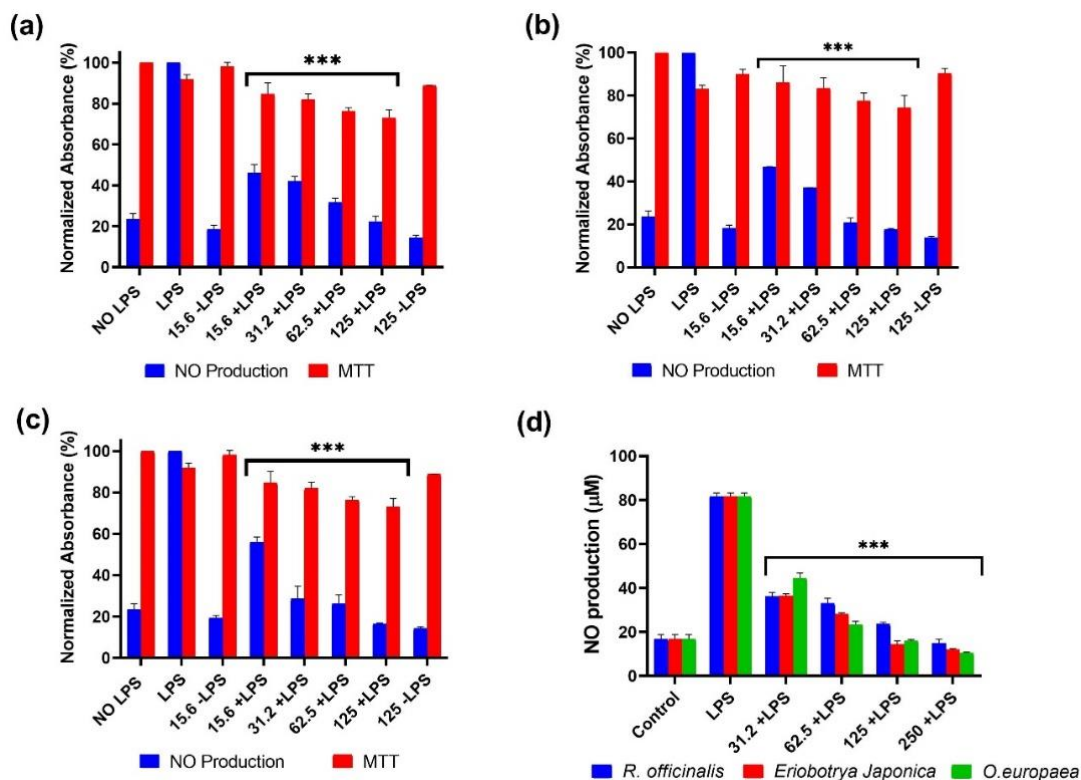 (a)
Normalized Absorbance (%)
100
80
60
40
20
0
***
NO LPS
LPS
15.6 -LPS
15.6 +LPS
31.2 +LPS
62.5 +LPS
125 +LPS
125 -LPS
NO Production
MTT
(b)
Normalized Absorbance (%)
100
80
60
40
20
0
***
NO LPS
LPS
15.6 -LPS
15.6 +LPS
31.2 +LPS
62.5 +LPS
125 +LPS
125 -LPS
NO Production
MTT
(c)
Normalized Absorbance (%)
100
80
60
40
20
0
***
NO LPS
LPS
15.6 -LPS
15.6 +LPS
31.2 +LPS
62.5 +LPS
125 +LPS
125 -LPS
NO Production
MTT
(d)
NO production (μM)
100
80
60
40
20
0
***
Control
LPS
31.2 +LPS
62.5 +LPS
125 +LPS
250 +LPS
R. officinalis
Eriobotrya Japonica
O.europaea